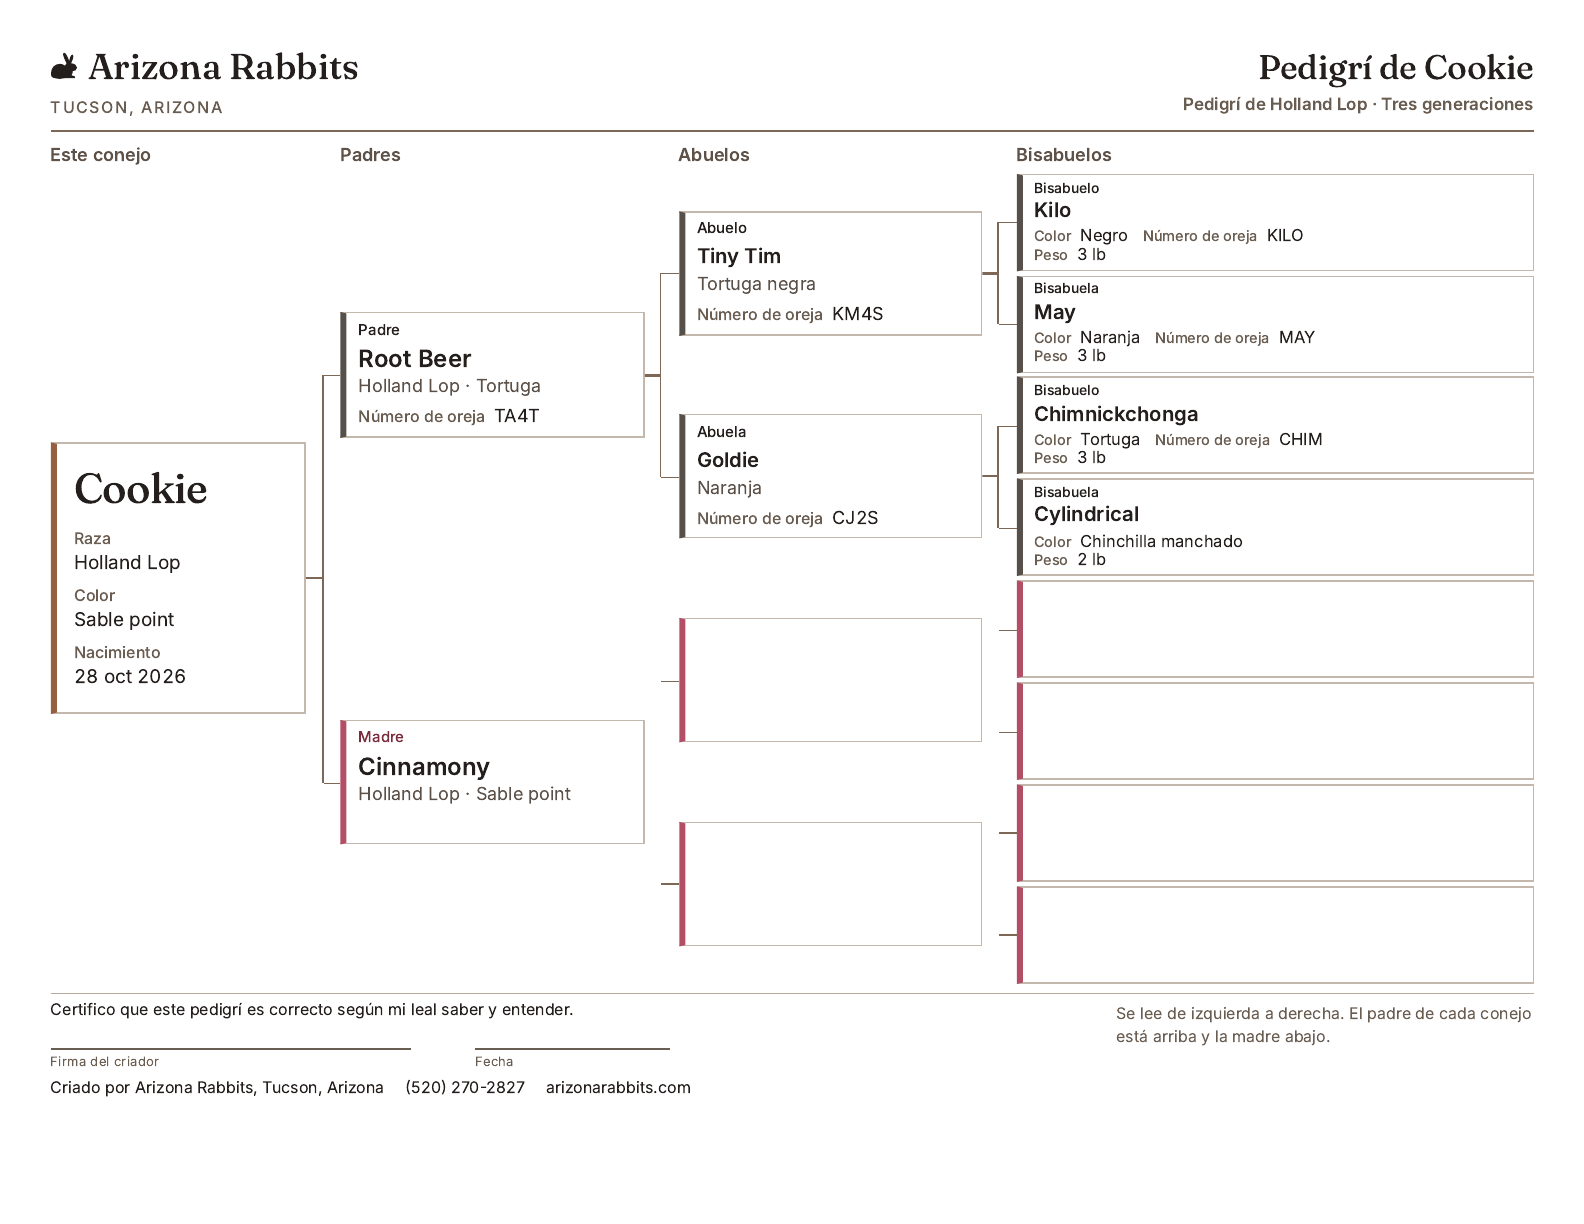 Arizona Rabbits
TUCSON, ARIZONA
Pedigrí de Cookie
Pedigrí de Holland Lop · Tres generaciones
Este conejo
Padres
Abuelos
Bisabuelos
Cookie
Raza
Holland Lop
Color
Sable point
Nacimiento
28 oct 2026
Padre
Root Beer
Holland Lop · Tortuga
Número de oreja TA4T
Madre
Cinnamony
Holland Lop · Sable point
Abuelo
Tiny Tim
Tortuga negra
Número de oreja KM4S
Abuela
Goldie
Naranja
Número de oreja CJ2S
Bisabuelo
Kilo
Color Negro Número de oreja KILO
Peso 3 lb
Bisabuela
May
Color Naranja Número de oreja MAY
Peso 3 lb
Bisabuelo
Chimnickchonga
Color Tortuga Número de oreja CHIM
Peso 3 lb
Bisabuela
Cylindrical
Color Chinchilla manchado
Peso 2 lb
Certifico que este pedigrí es correcto según mi leal saber y entender.
Firma del criador
Fecha
Criado por Arizona Rabbits, Tucson, Arizona (520) 270-2827 arizonarabbits.com
Se lee de izquierda a derecha. El padre de cada conejo
está arriba y la madre abajo.